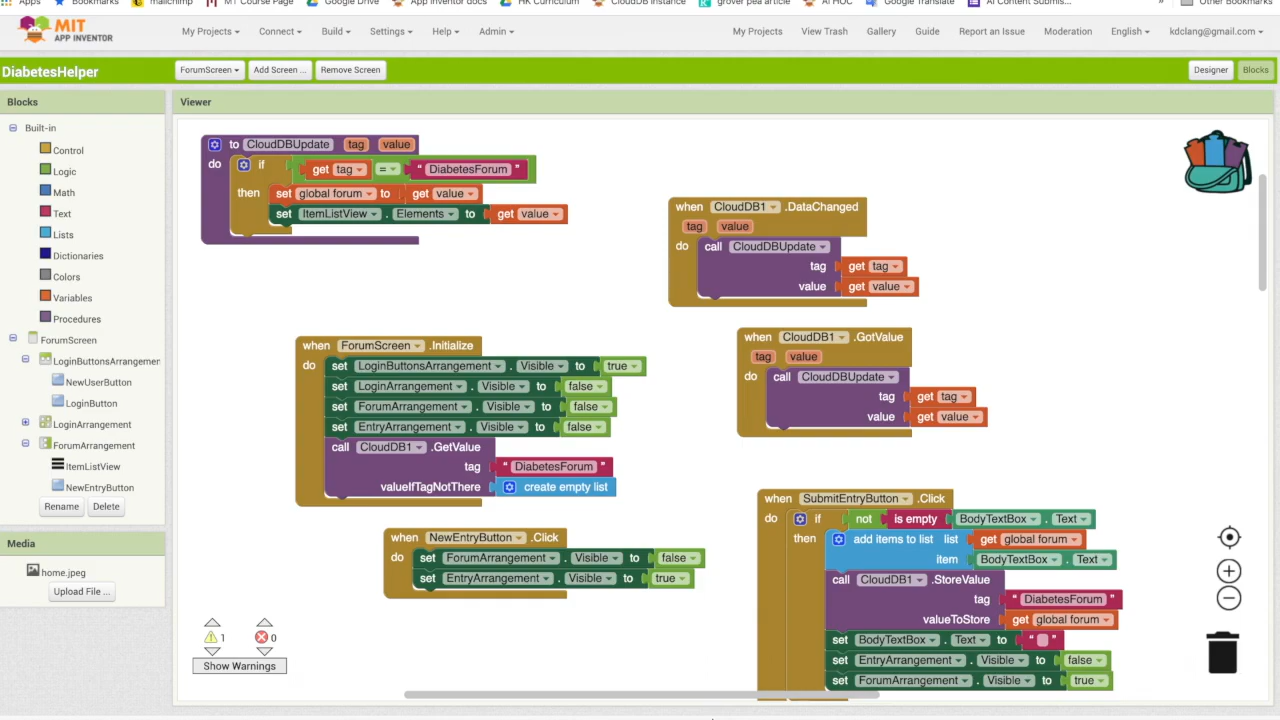 Apps Bookmarks mailchimp MT Course Page Google Drive App Inventor docs HK Curriculum CloudDB Instance grover pea article AI HOC Google Translate AI Content Submis... » Other Bookmarks
MIT
APP INVENTOR
My Projects Connect Build Settings Help Admin My Projects View Trash Gallery Guide Report an Issue Moderation English kdclang@gmail.com
DiabetesHelper ForumScreen Add Screen ... Remove Screen Designer Blocks
Blocks
Built-in
Control
Logic
Math
Text
Lists
Dictionaries
Colors
Variables
Procedures
ForumScreen
LoginButtonsArrangemer
NewUserButton
LoginButton
LoginArrangement
ForumArrangement
ItemListView
NewEntryButton
Rename Delete
Media
home.jpeg
Upload File ...
Viewer
to CloudDBUpdate tag value
do if get tag = " DiabetesForum "
then set global forum to get value
set ItemListView . Elements to get value
when CloudDB1 .DataChanged
tag value
do call CloudDBUpdate
tag get tag
value get value
when ForumScreen .Initialize
do set LoginButtonsArrangement . Visible to true
set LoginArrangement . Visible to false
set ForumArrangement . Visible to false
set EntryArrangement . Visible to false
call CloudDB1 .GetValue
tag " DiabetesForum "
valueIfTagNotThere create empty list
when CloudDB1 .GotValue
tag value
do call CloudDBUpdate
tag get tag
value get value
when NewEntryButton .Click
do set ForumArrangement . Visible to false
set EntryArrangement . Visible to true
when SubmitEntryButton .Click
do if not is empty BodyTextBox . Text
then add items to list list get global forum
item BodyTextBox . Text
call CloudDB1 .StoreValue
tag " DiabetesForum "
valueToStore get global forum
set BodyTextBox . Text to " "
set EntryArrangement . Visible to false
set ForumArrangement . Visible to true
1 0
Show Warnings